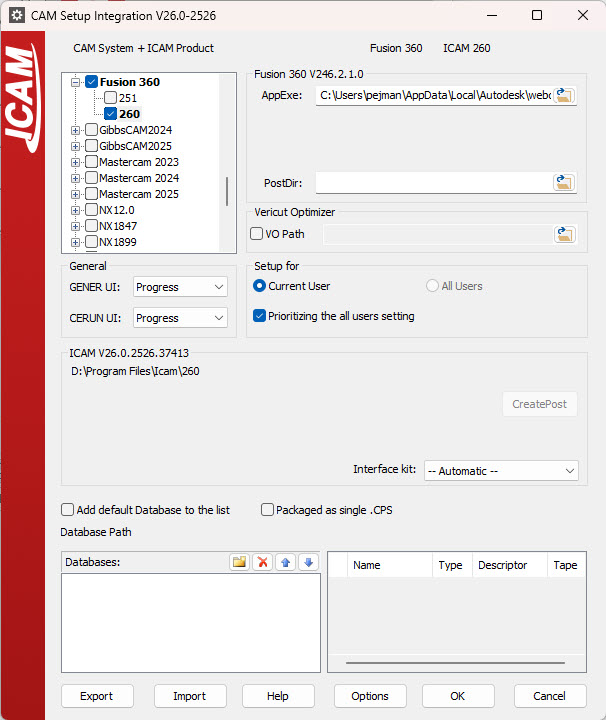 CAM Setup Integration V26.0-2526
ICAM
CAM System + ICAM Product
Fusion 360
ICAM 260
Fusion 360
251
260
GibbsCAM2024
GibbsCAM2025
Mastercam 2023
Mastercam 2024
Mastercam 2025
NX12.0
NX1847
NX1899
Fusion 360 V246.2.1.0
AppExe:
C:\Users\pejman\AppData\Local\Autodesk\webd
PostDir:
Vericut Optimizer
VO Path
General
GENER UI:
Progress
CERUN UI:
Progress
Setup for
Current User
All Users
Prioritizing the all users setting
ICAM V26.0.2526.37413
D:\Program Files\Icam\260
CreatePost
Interface kit:
-- Automatic --
Add default Database to the list
Packaged as single .CPS
Database Path
Databases:
Name
Type
Descriptor
Tape
Export
Import
Help
Options
OK
Cancel